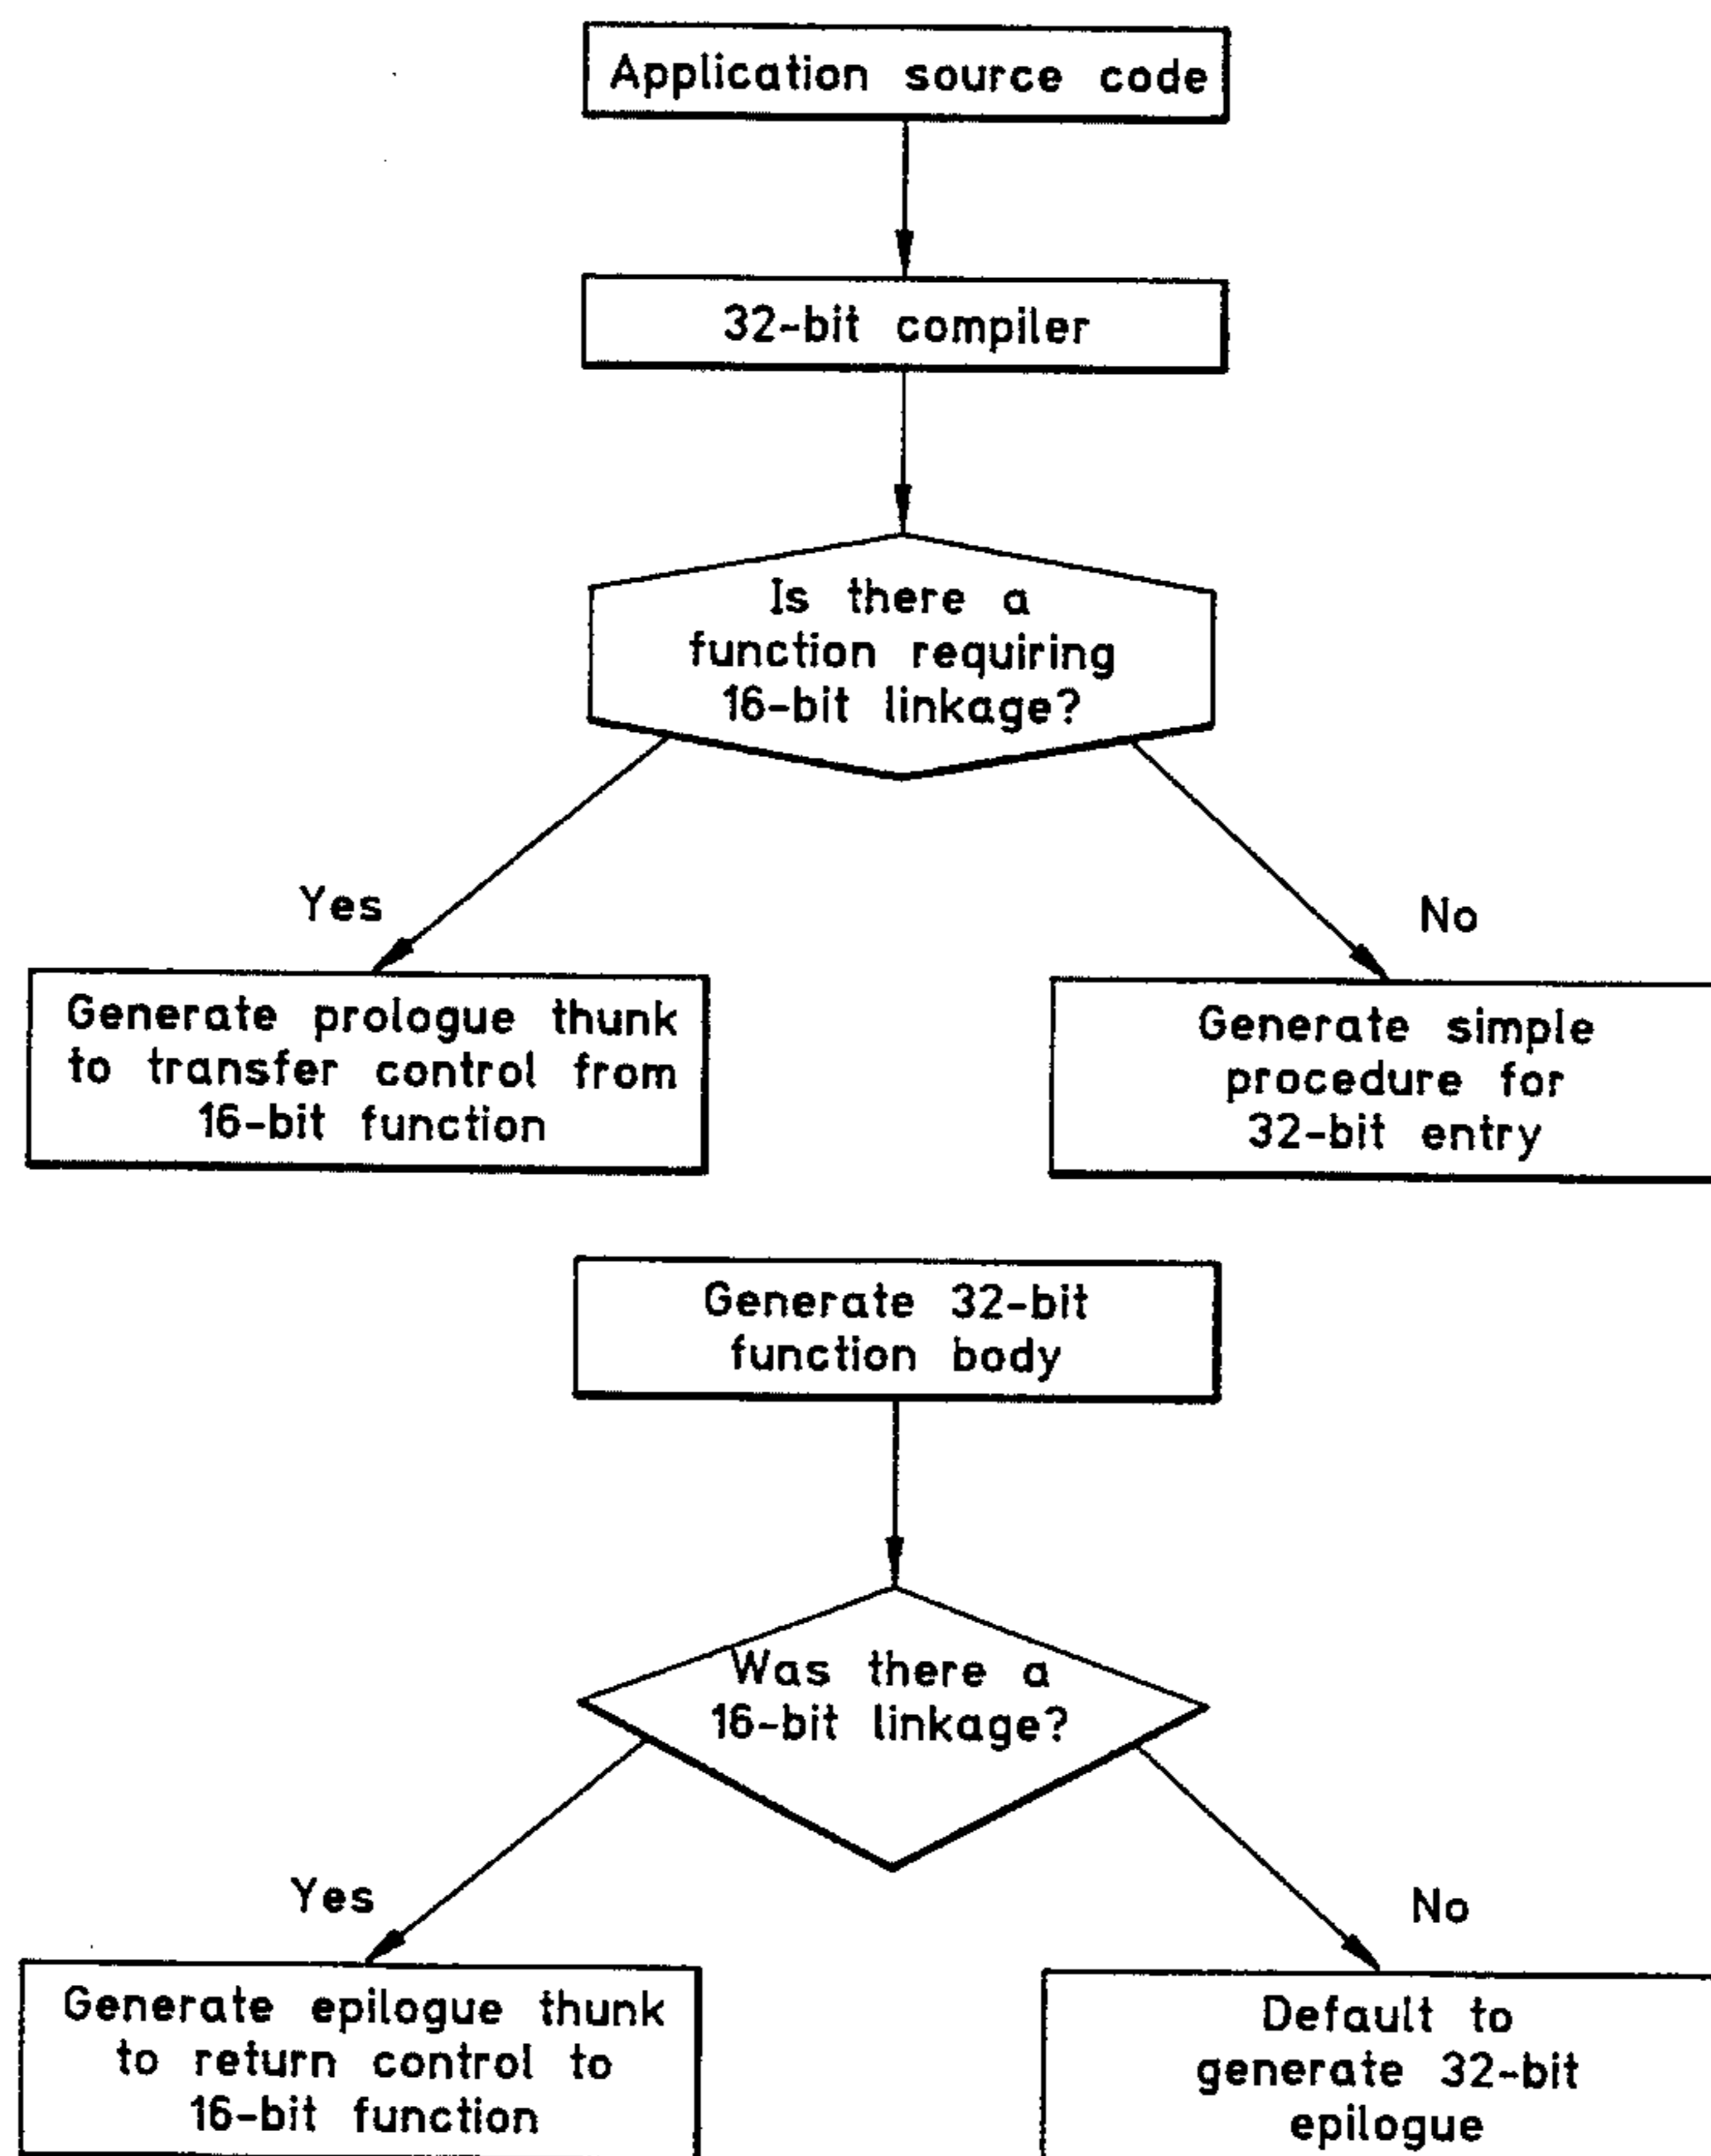 Application source code
32-bit compiler
Is there a
function requiring
16-bit linkage?
Yes
No
Generate prologue thunk
to transfer control from
16-bit function
Generate simple
procedure for
32-bit entry
Generate 32-bit
function body
Was there a
16-bit linkage?
Yes
No
Generate epilogue thunk
to return control to
16-bit function
Default to
generate 32-bit
epilogue